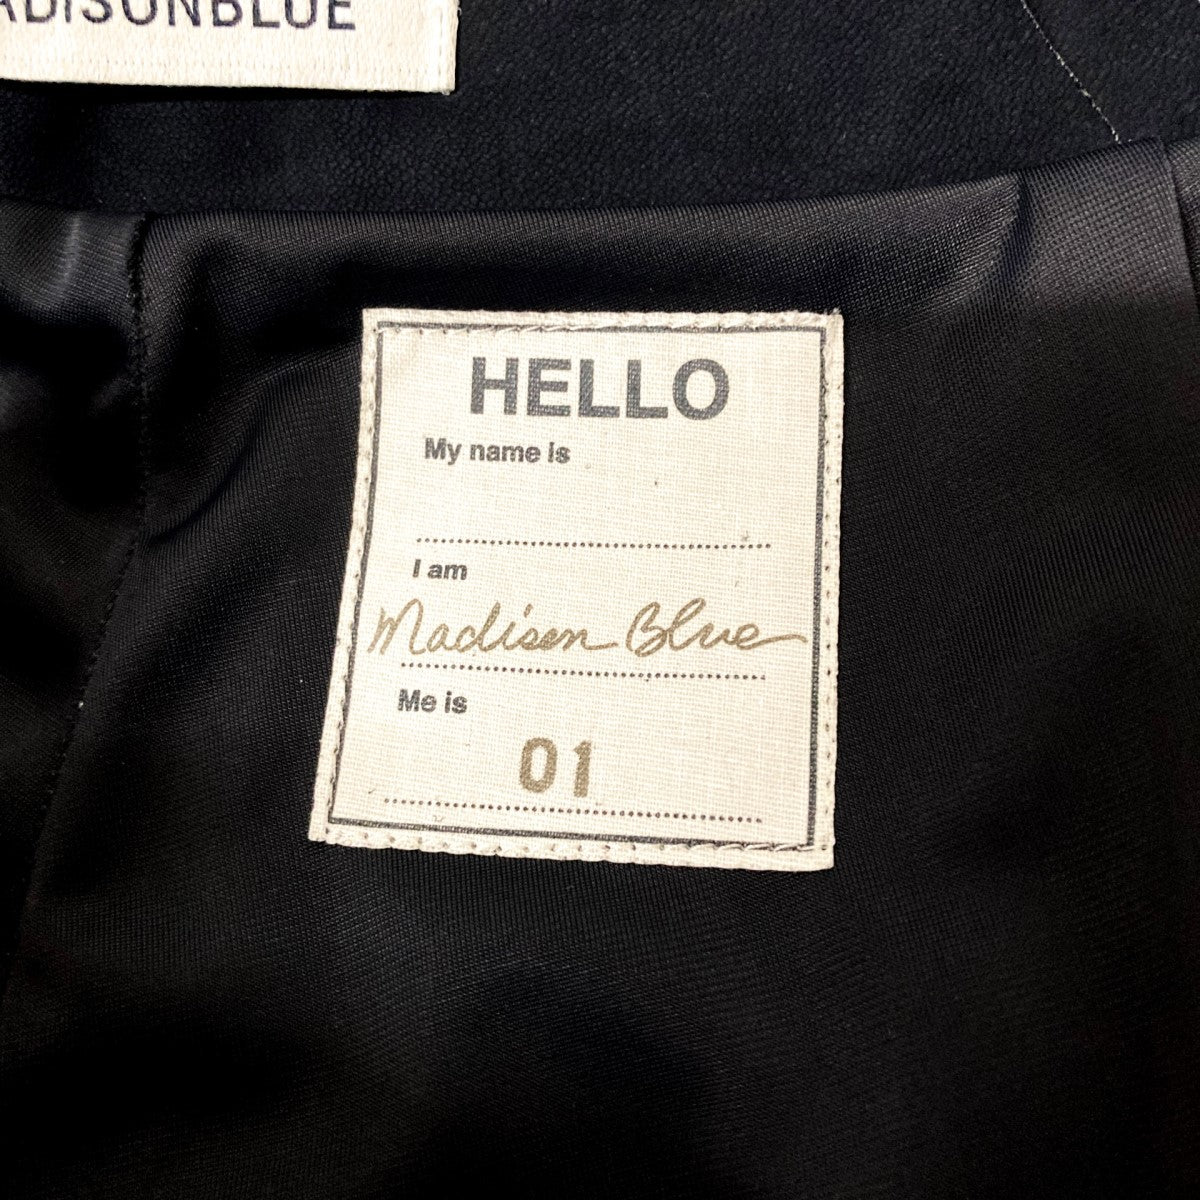 ADISONBLUE
HELLO
My name is
I am
Madison Blue
Me is
01